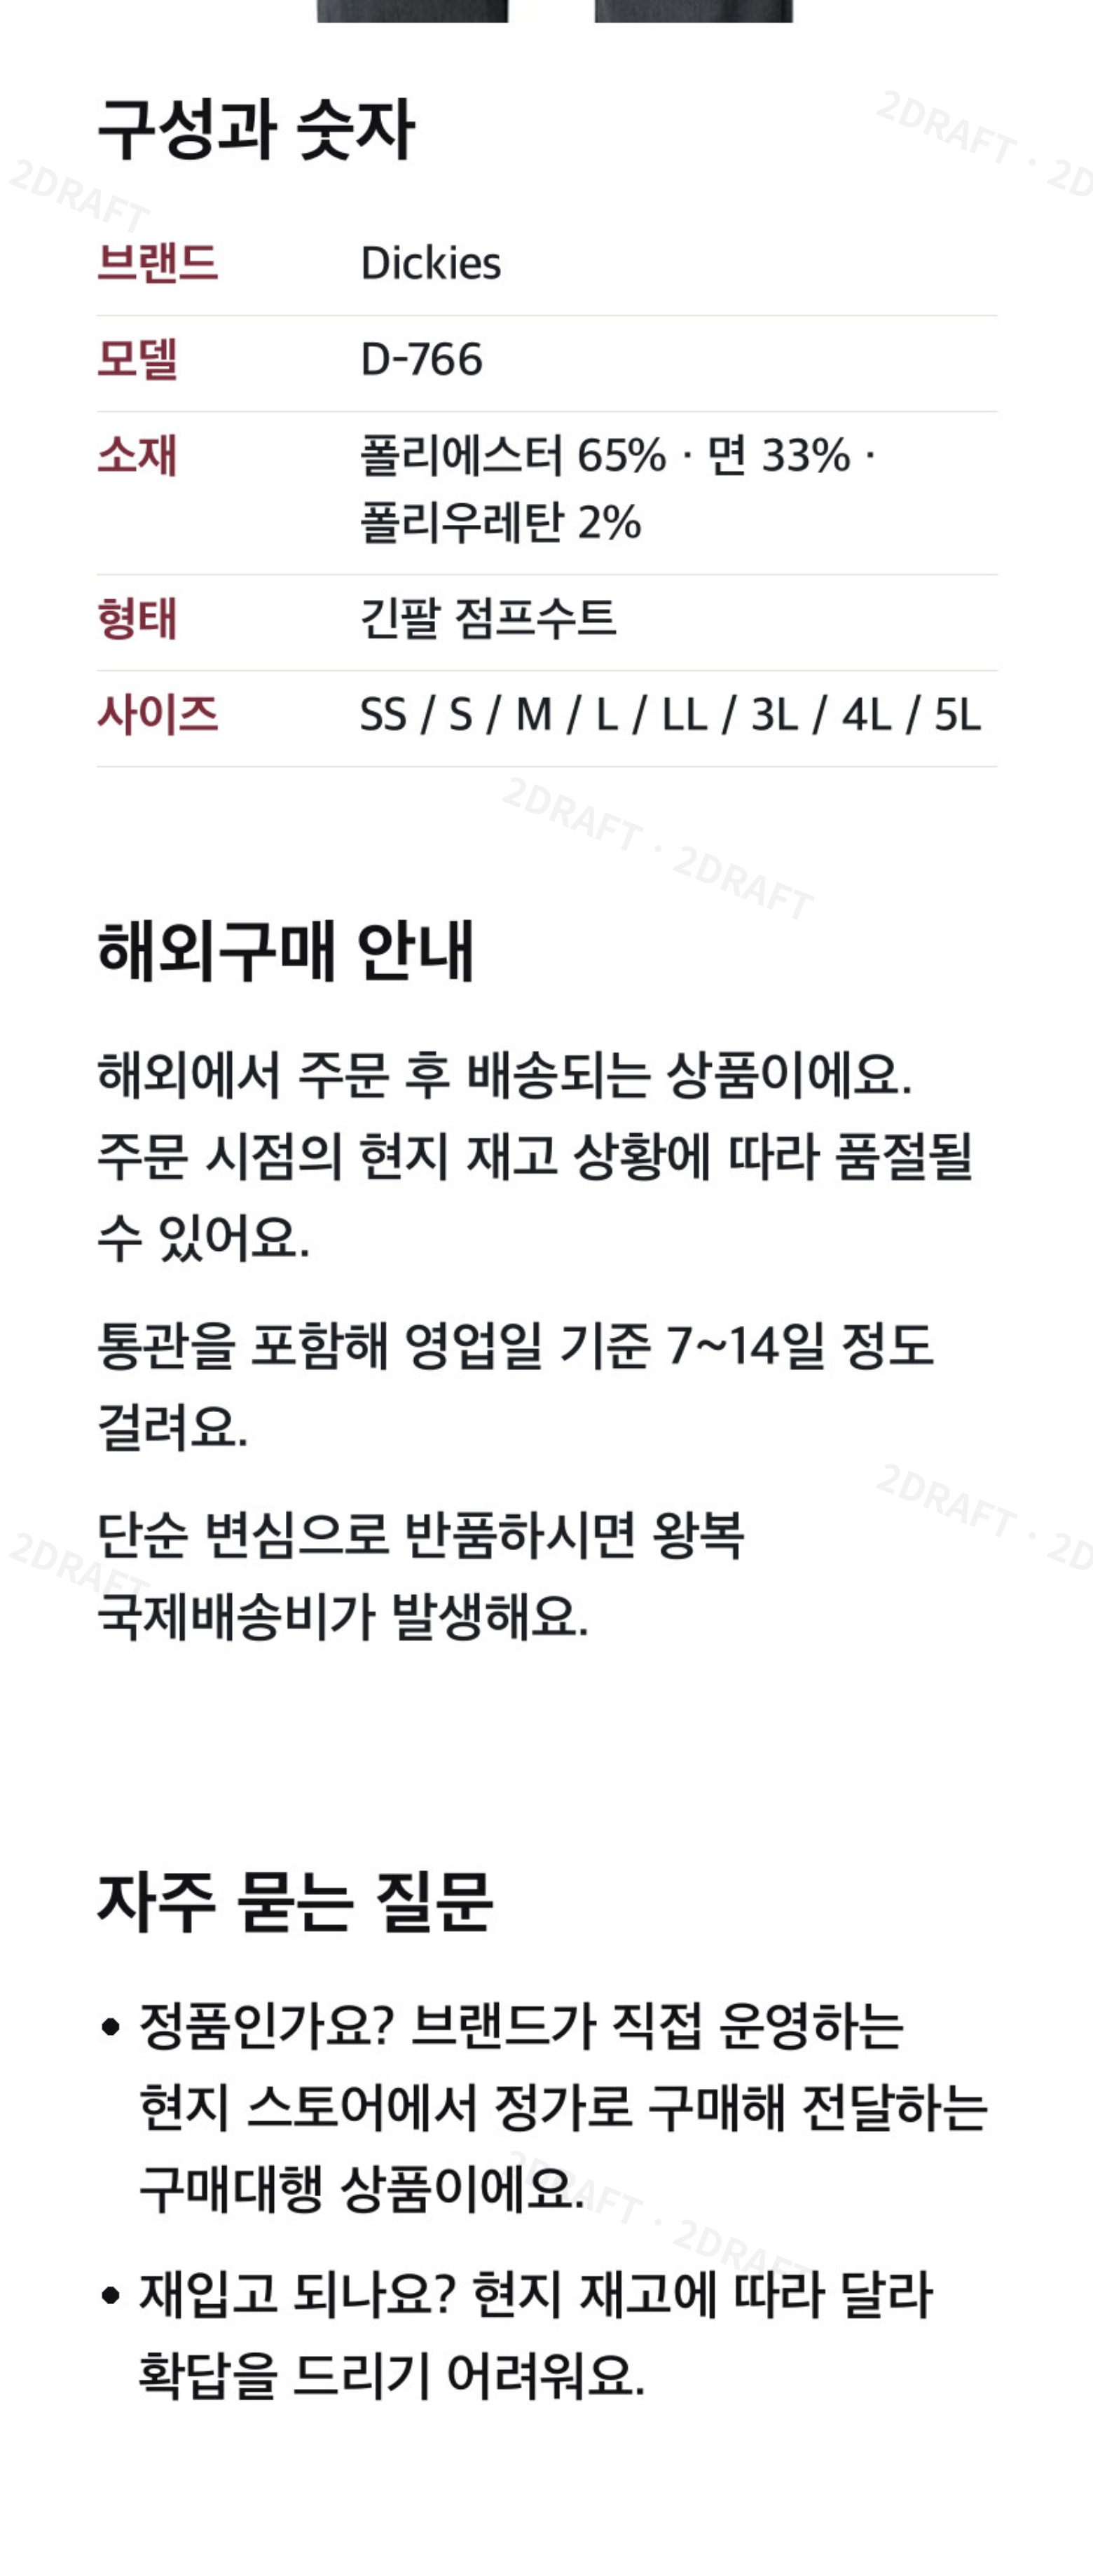 구성과 숫자
브랜드 Dickies
모델 D-766
소재 폴리에스터 65% · 면 33% ·
폴리우레탄 2%
형태 긴팔 점프수트
사이즈 SS / S / M / L / LL / 3L / 4L / 5L
해외구매 안내
해외에서 주문 후 배송되는 상품이에요.
주문 시점의 현지 재고 상황에 따라 품절될
수 있어요.
통관을 포함해 영업일 기준 7~14일 정도
걸려요.
단순 변심으로 반품하시면 왕복
국제배송비가 발생해요.
자주 묻는 질문
• 정품인가요? 브랜드가 직접 운영하는
현지 스토어에서 정가로 구매해 전달하는
구매대행 상품이에요.
• 재입고 되나요? 현지 재고에 따라 달라
확답을 드리기 어려워요.
2DRAFT · 2D
2DRAFT
2DRAFT · 2DRAFT
2DRAFT · 2D
2DRAFT
2DRAFT · 2DRAFT